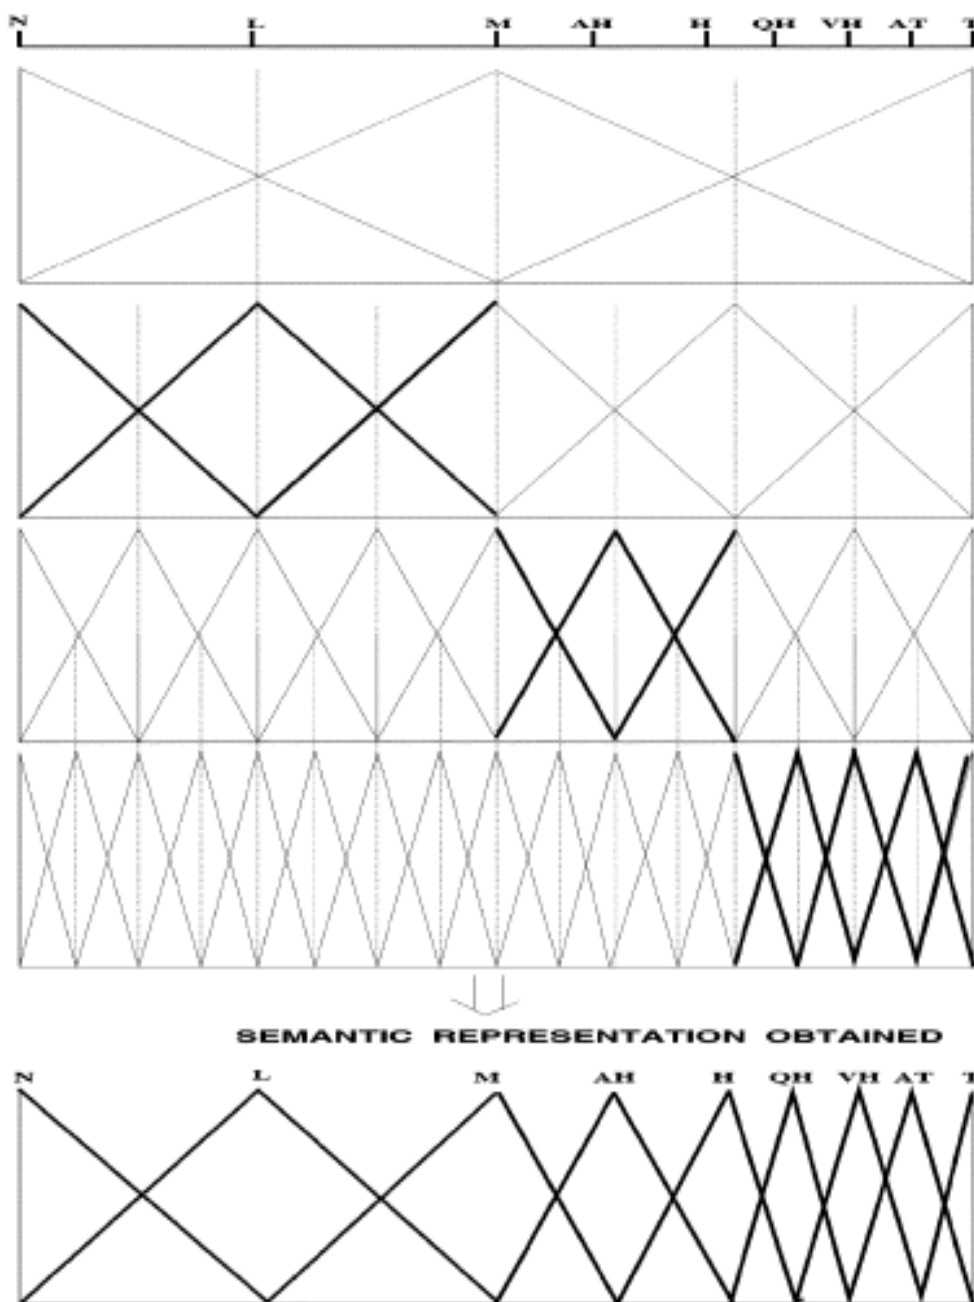 N L M AH H QH VH AT T
SEMANTIC REPRESENTATION OBTAINED
N L M AH H QH VH AT T